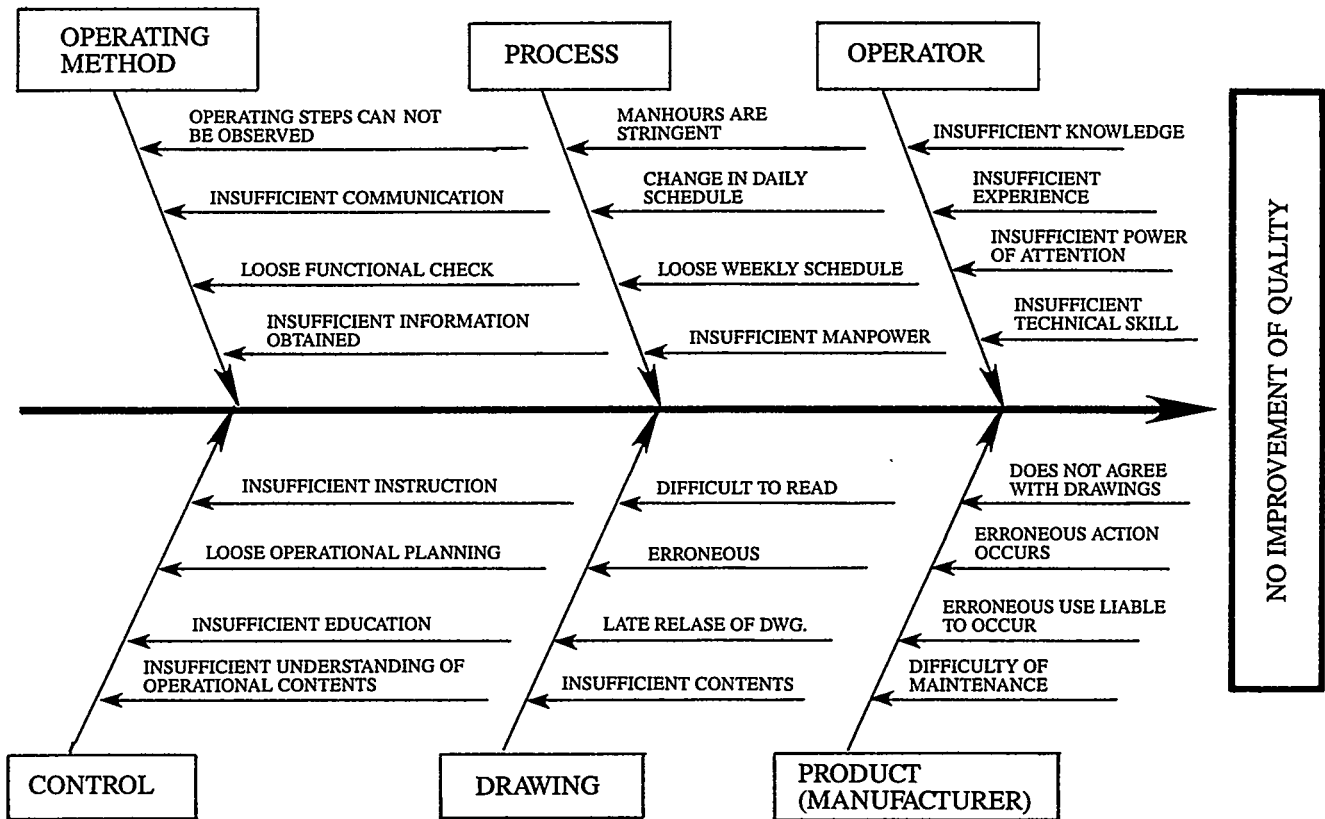 OPERATING
METHOD
PROCESS
OPERATOR
OPERATING STEPS CAN NOT
BE OBSERVED
INSUFFICIENT COMMUNICATION
LOOSE FUNCTIONAL CHECK
INSUFFICIENT INFORMATION
OBTAINED
MANHOURS ARE
STRINGENT
CHANGE IN DAILY
SCHEDULE
LOOSE WEEKLY SCHEDULE
INSUFFICIENT MANPOWER
INSUFFICIENT KNOWLEDGE
INSUFFICIENT
EXPERIENCE
INSUFFICIENT POWER
OF ATTENTION
INSUFFICIENT
TECHNICAL SKILL
NO IMPROVEMENT OF QUALITY
INSUFFICIENT INSTRUCTION
LOOSE OPERATIONAL PLANNING
INSUFFICIENT EDUCATION
INSUFFICIENT UNDERSTANDING OF
OPERATIONAL CONTENTS
DIFFICULT TO READ
ERRONEOUS
LATE RELASE OF DWG.
INSUFFICIENT CONTENTS
DOES NOT AGREE
WITH DRAWINGS
ERRONEOUS ACTION
OCCURS
ERRONEOUS USE LIABLE
TO OCCUR
DIFFICULTY OF
MAINTENANCE
CONTROL
DRAWING
PRODUCT
(MANUFACTURER)